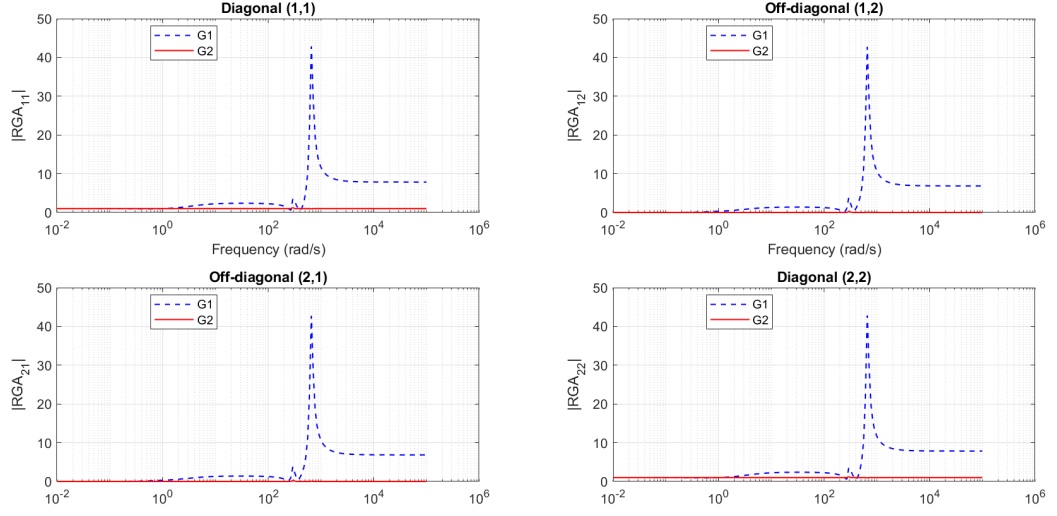 Diagonal (1,1)
50
40
30
20
10
0
|RGA11|
G1
G2
10-2
100
102
104
106
Frequency (rad/s)
Off-diagonal (1,2)
50
40
30
20
10
0
|RGA12|
G1
G2
10-2
100
102
104
106
Frequency (rad/s)
Off-diagonal (2,1)
50
40
30
20
10
0
|RGA21|
G1
G2
10-2
100
102
104
106
Diagonal (2,2)
50
40
30
20
10
0
|RGA22|
G1
G2
10-2
100
102
104
106